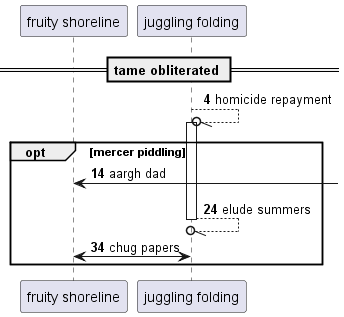 fruity shoreline juggling folding
tame obliterated
4 homicide repayment
opt [mercer piddling]
14 aargh dad
24 elude summers
34 chug papers
fruity shoreline juggling folding